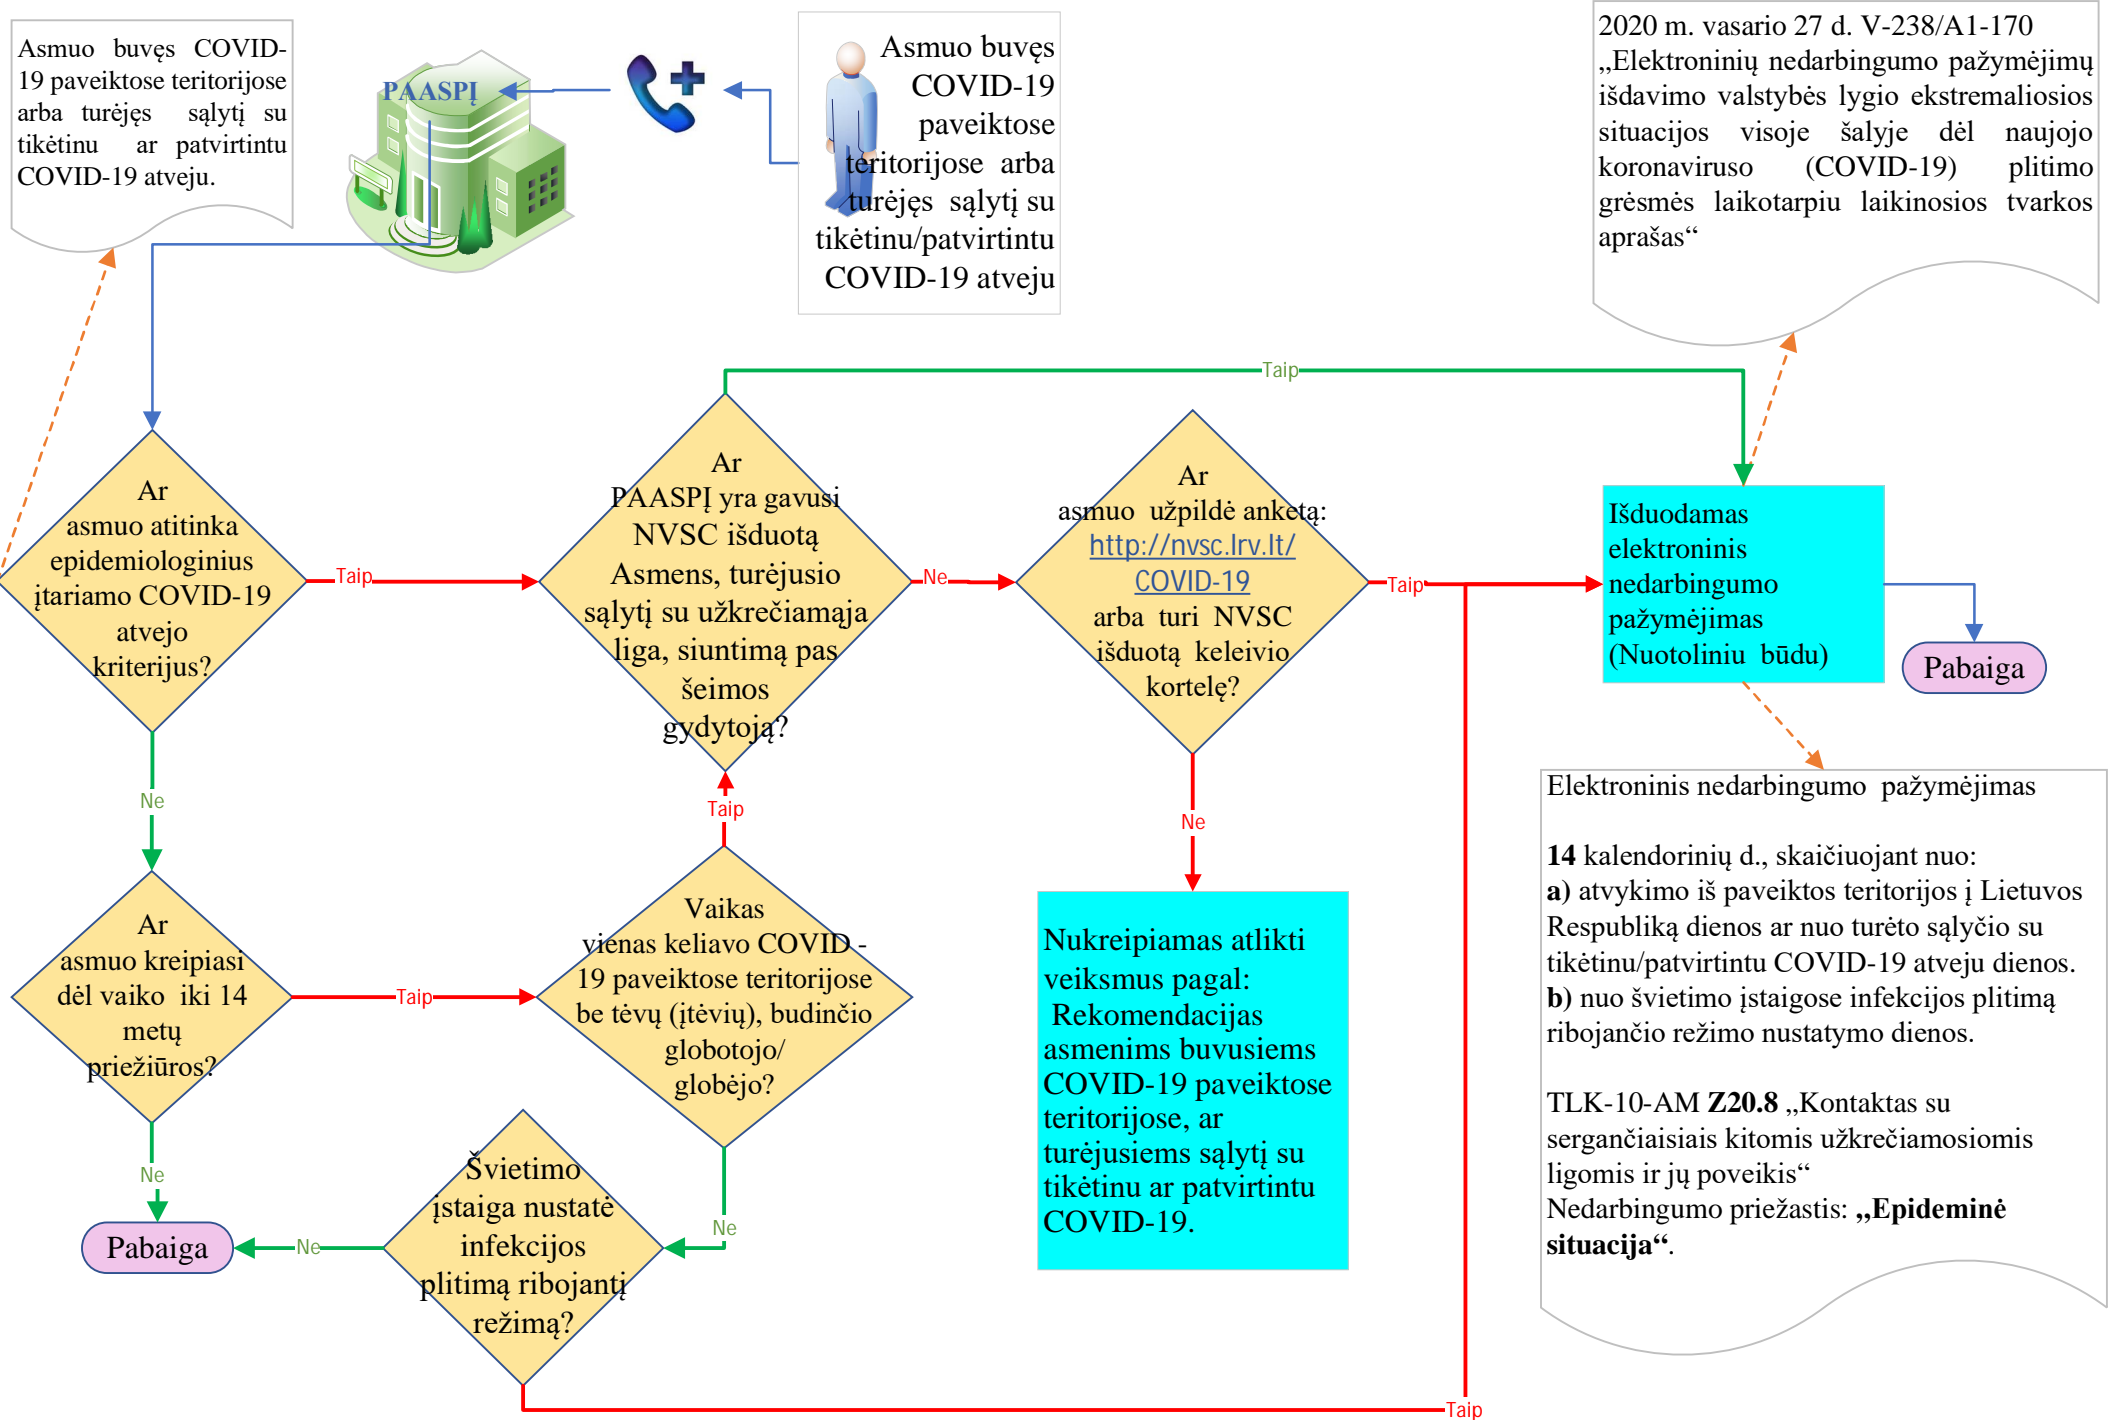 Asmuo buvęs COVID-
19 paveiktose teritorijose
arba turėjęs sąlytį su
tikėtinu ar patvirtintu
COVID-19 atveju.
PAASPĮ
Asmuo buvęs
COVID-19
paveiktose
teritorijose arba
turėjęs sąlytį su
tikėtinu/patvirtintu
COVID-19 atveju
2020 m. vasario 27 d. V-238/A1-170
„Elektroninių nedarbingumo pažymėjimų
išdavimo valstybės lygio ekstremaliosios
situacijos visoje šalyje dėl naujojo
koronaviruso (COVID-19) plitimo
grėsmės laikotarpiu laikinosios tvarkos
aprašas“
Taip
Ar
asmuo atitinka
epidemiologinius
įtariamo COVID-19
atvejo
kriterijus?
Taip
Ar
PAASPĮ yra gavusi
NVSC išduotą
Asmens, turėjusio
sąlytį su užkrečiamąja
liga, siuntimą pas
šeimos
gydytoją?
Ne
Ar
asmuo užpildė anketą:
http://nvsc.lrv.lt/
COVID-19
arba turi NVSC
išduotą keleivio
kortelę?
Taip
Išduodamas
elektroninis
nedarbingumo
pažymėjimas
(Nuotoliniu būdu)
Pabaiga
Ne
Taip
Ne
Ar
asmuo kreipiasi
dėl vaiko iki 14
metų
priežiūros?
Taip
Vaikas
vienas keliavo COVID -
19 paveiktose teritorijose
be tėvų (įtėvių), budinčio
globotojo/
globėjo?
Nukreipiamas atlikti
veiksmus pagal:
Rekomendacijas
asmenims buvusiems
COVID-19 paveiktose
teritorijose, ar
turėjusiems sąlytį su
tikėtinu ar patvirtintu
COVID-19.
Elektroninis nedarbingumo pažymėjimas
14 kalendorinių d., skaičiuojant nuo:
a) atvykimo iš paveiktos teritorijos į Lietuvos
Respubliką dienos ar nuo turėto sąlyčio su
tikėtinu/patvirtintu COVID-19 atveju dienos.
b) nuo švietimo įstaigose infekcijos plitimą
ribojančio režimo nustatymo dienos.
TLK-10-AM Z20.8 „Kontaktas su
sergančiaisiais kitomis užkrečiamosiomis
ligomis ir jų poveikis“
Nedarbingumo priežastis: „Epideminė
situacija“.
Ne
Ne
Pabaiga
Ne
Švietimo
įstaiga nustatė
infekcijos
plitimą ribojantį
režimą?
Taip